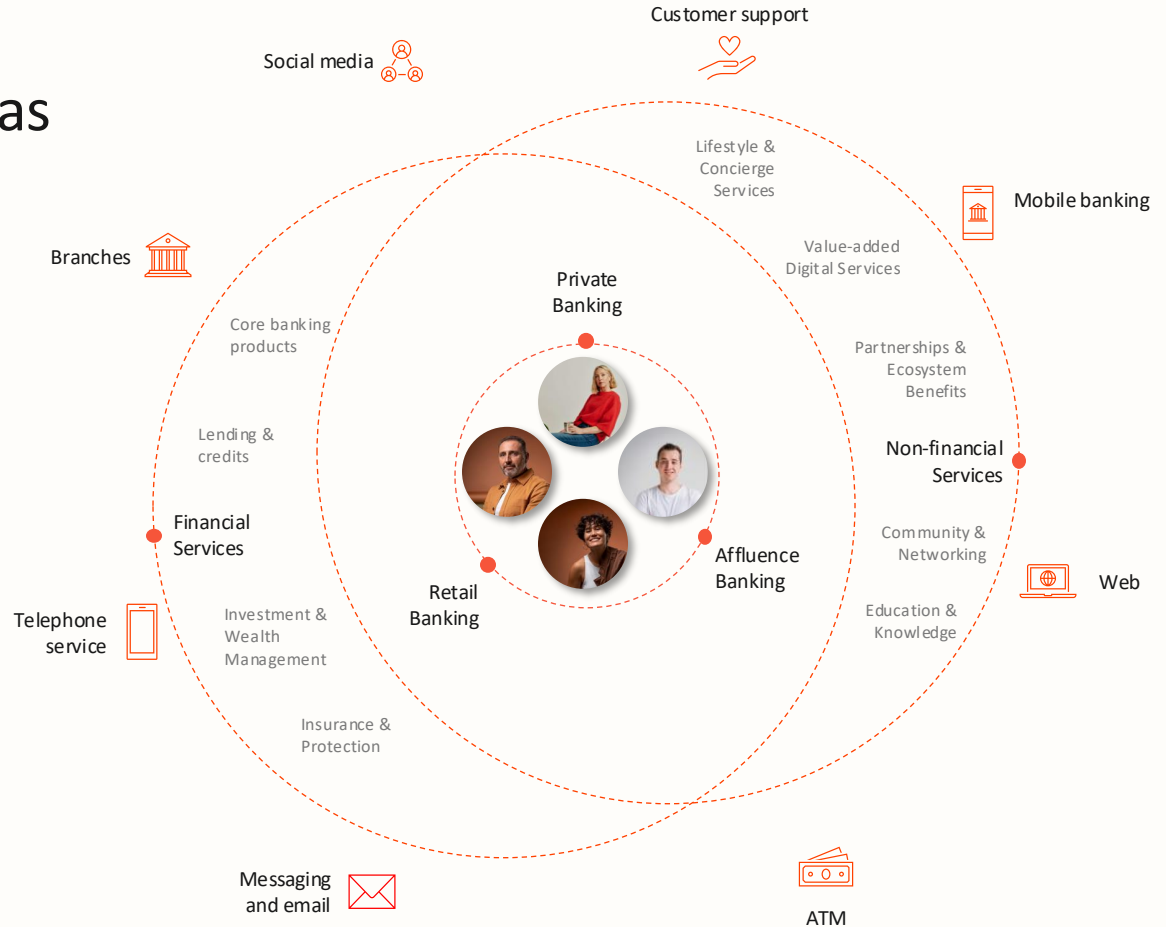 Customer support
Social media
as
Lifestyle &
Concierge
Services
Mobile banking
Branches
Value-added
Digital Services
Private
Banking
Core banking
products
Partnerships &
Ecosystem
Benefits
Lending &
credits
Non-financial
Services
Financial
Services
Community &
Networking
Affluence
Banking
Web
Retail
Banking
Telephone
service
Investment &
Wealth
Management
Education &
Knowledge
Insurance &
Protection
Messaging
and email
ATM